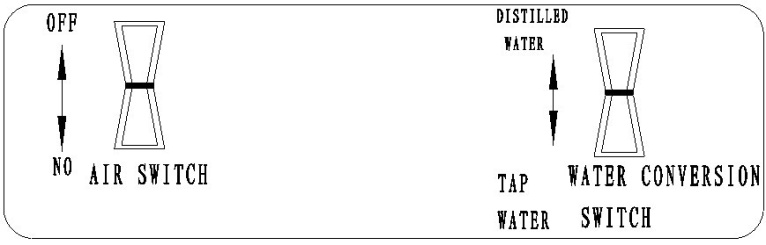 OFF
NO
AIR SWITCH
DISTILLED
WATER
TAP
WATER
WATER CONVERSION
SWITCH